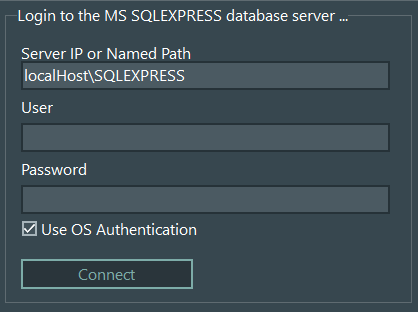 Login to the MS SQLEXPRESS database server ...
Server IP or Named Path
localHost\SQLEXPRESS
User
Password
Use OS Authentication
Connect